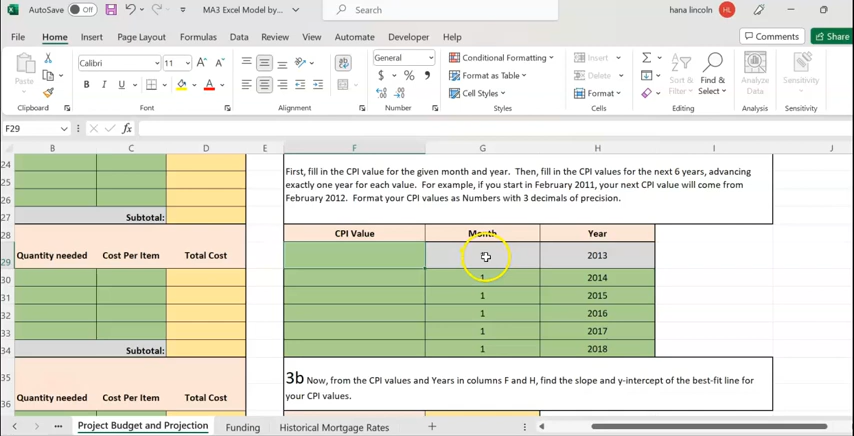 AutoSave Off MA3 Excel Model by... Search hana lincoln HL
File Home Insert Draw Page Layout Formulas Data Review View Automate Developer Help Comments Share
Paste Calibri 11 General Conditional Formatting Insert Sort & Filter Find & Select Analyze Data Sensitivity
B I U $ % Format as Table Delete
Cell Styles Format
Clipboard Font Alignment Number Styles Cells Editing Analysis Sensitivity
F29 fx
B C D E F G H I J
24 First, fill in the CPI value for the given month and year. Then, fill in the CPI values for the next 6 years, advancing
25 exactly one year for each value. For example, if you start in February 2011, your next CPI value will come from
26 February 2012. Format your CPI values as Numbers with 3 decimals of precision.
27 Subtotal:
28 CPI Value Month Year
29 Quantity needed Cost Per Item Total Cost 2013
30 1 2014
31 1 2015
32 1 2016
33 1 2017
34 Subtotal: 1 2018
35 3b Now, from the CPI values and Years in columns F and H, find the slope and y-intercept of the best-fit line for
36 Quantity needed Cost Per Item Total Cost your CPI values.
Project Budget and Projection Funding Historical Mortgage Rates